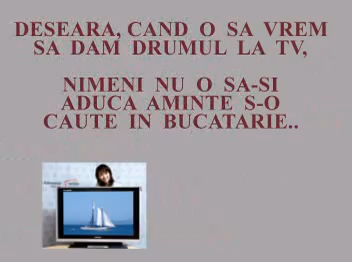 DESEARA, CAND O SA VREM
SA DAM DRUMUL LA TV,
NIMENI NU O SA-SI
ADUCA AMINTE S-O
CAUTE IN BUCATARIE..